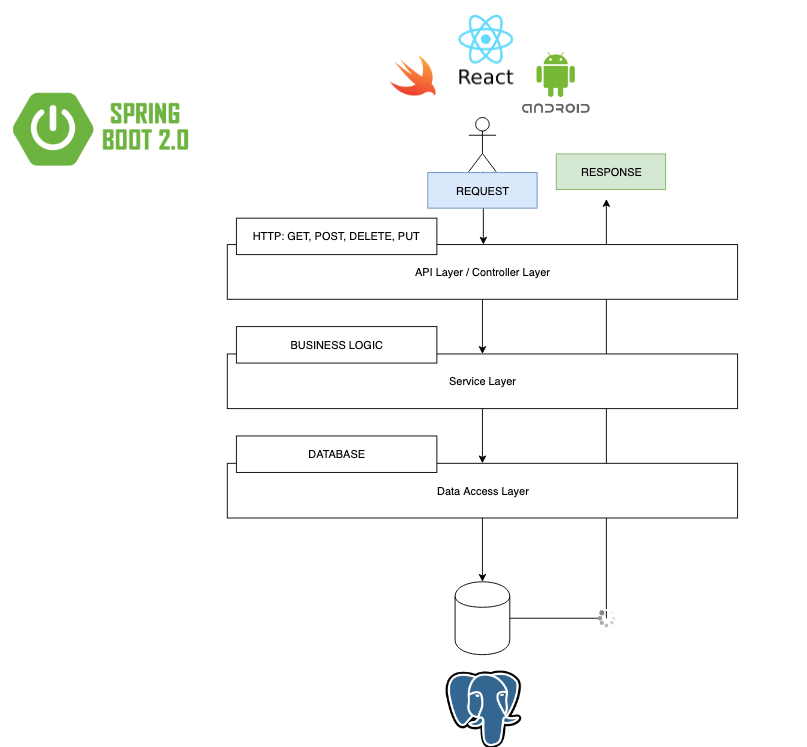 React
ANDROID
SPRING
BOOT 2.0
RESPONSE
REQUEST
HTTP: GET, POST, DELETE, PUT
API Layer / Controller Layer
BUSINESS LOGIC
Service Layer
DATABASE
Data Access Layer